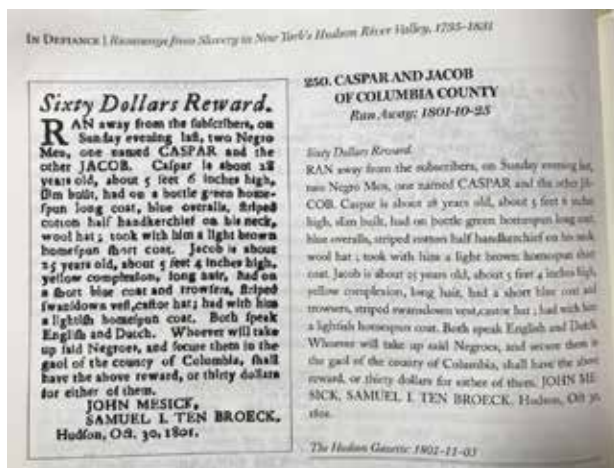 IN DEFIANCE | Runaways from Slavery in New York's Hudson River Valley, 1735-1831
Sixty Dollars Reward.
RAN away from the subscribers, on
Sunday evening last, two Negro
Men, one named CASPAR and the
other JACOB. Caspar is about 28
years old, about 5 feet 6 inches high,
slim built, had on a bottle green home-
spun long coat, blue overalls, striped
cotton half handkerchief on his neck,
wool hat; took with him a light brown
homespun short coat. Jacob is about
25 years old, about 5 feet 4 inches high,
yellow complexion, long hair, had on
a short blue coat and trowsers, striped
swansdown vest, castor hat; had with him
a lightish homespun coat. Both speak
English and Dutch. Whoever will take
up said Negroes, and secure them in the
gaol of the county of Columbia, shall
have the above reward, or thirty dollars
for either of them.
JOHN MESICK,
SAMUEL I. TEN BROECK.
Hudson, Oct. 30, 1801.
250. CASPAR AND JACOB
OF COLUMBIA COUNTY
Run Away: 1801-10-25
Sixty Dollars Reward.
RAN away from the subscribers, on Sunday evening last,
two Negro Men, one named CASPAR and the other JA-
COB. Caspar is about 28 years old, about 5 feet 6 inches
high, slim built, had on bottle green homespun long coat,
blue overalls, striped cotton half handkerchief on his neck
wool hat ; took with him a light brown homespun short
coat. Jacob is about 25 years old, about 5 feet 4 inches high,
yellow complexion, long hair, had a short blue coat and
trowsers, striped swansdown vest,castor hat ; had with him
a lightish homespun coat. Both speak English and Dutch.
Whoever will take up said Negroes, and secure them in
the gaol of the county of Columbia, shall have the above
reward, or thirty dollars for either of them. JOHN ME-
SICK, SAMUEL I. TEN BROECK. Hudson, Oct 30,
1801.
The Hudson Gazette: 1801-11-03